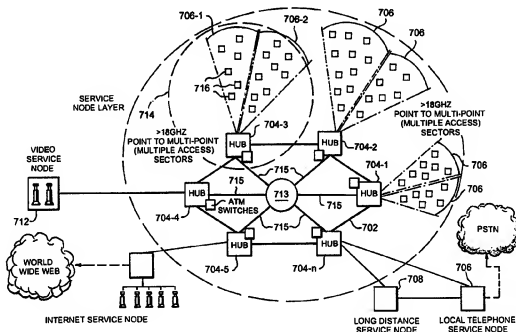 706-1
706-2
706
706
716
SERVICE
NODE LAYER
714
>18GHZ
POINT TO MULTI-POINT
(MULTIPLE ACCESS)
SECTORS
704-3
HUB
HUB
704-2
>18GHZ
POINT TO MULTI-POINT
(MULTIPLE ACCESS)
SECTORS
VIDEO
SERVICE
NODE
712
715
704-1
706
706
HUB
715
713
715
HUB
704-4
ATM
SWITCHES
715
702
PSTN
WORLD
WIDE WEB
HUB
704-5
HUB
704-n
708
706
INTERNET SERVICE NODE
LONG DISTANCE
SERVICE NODE
LOCAL TELEPHONE
SERVICE NODE